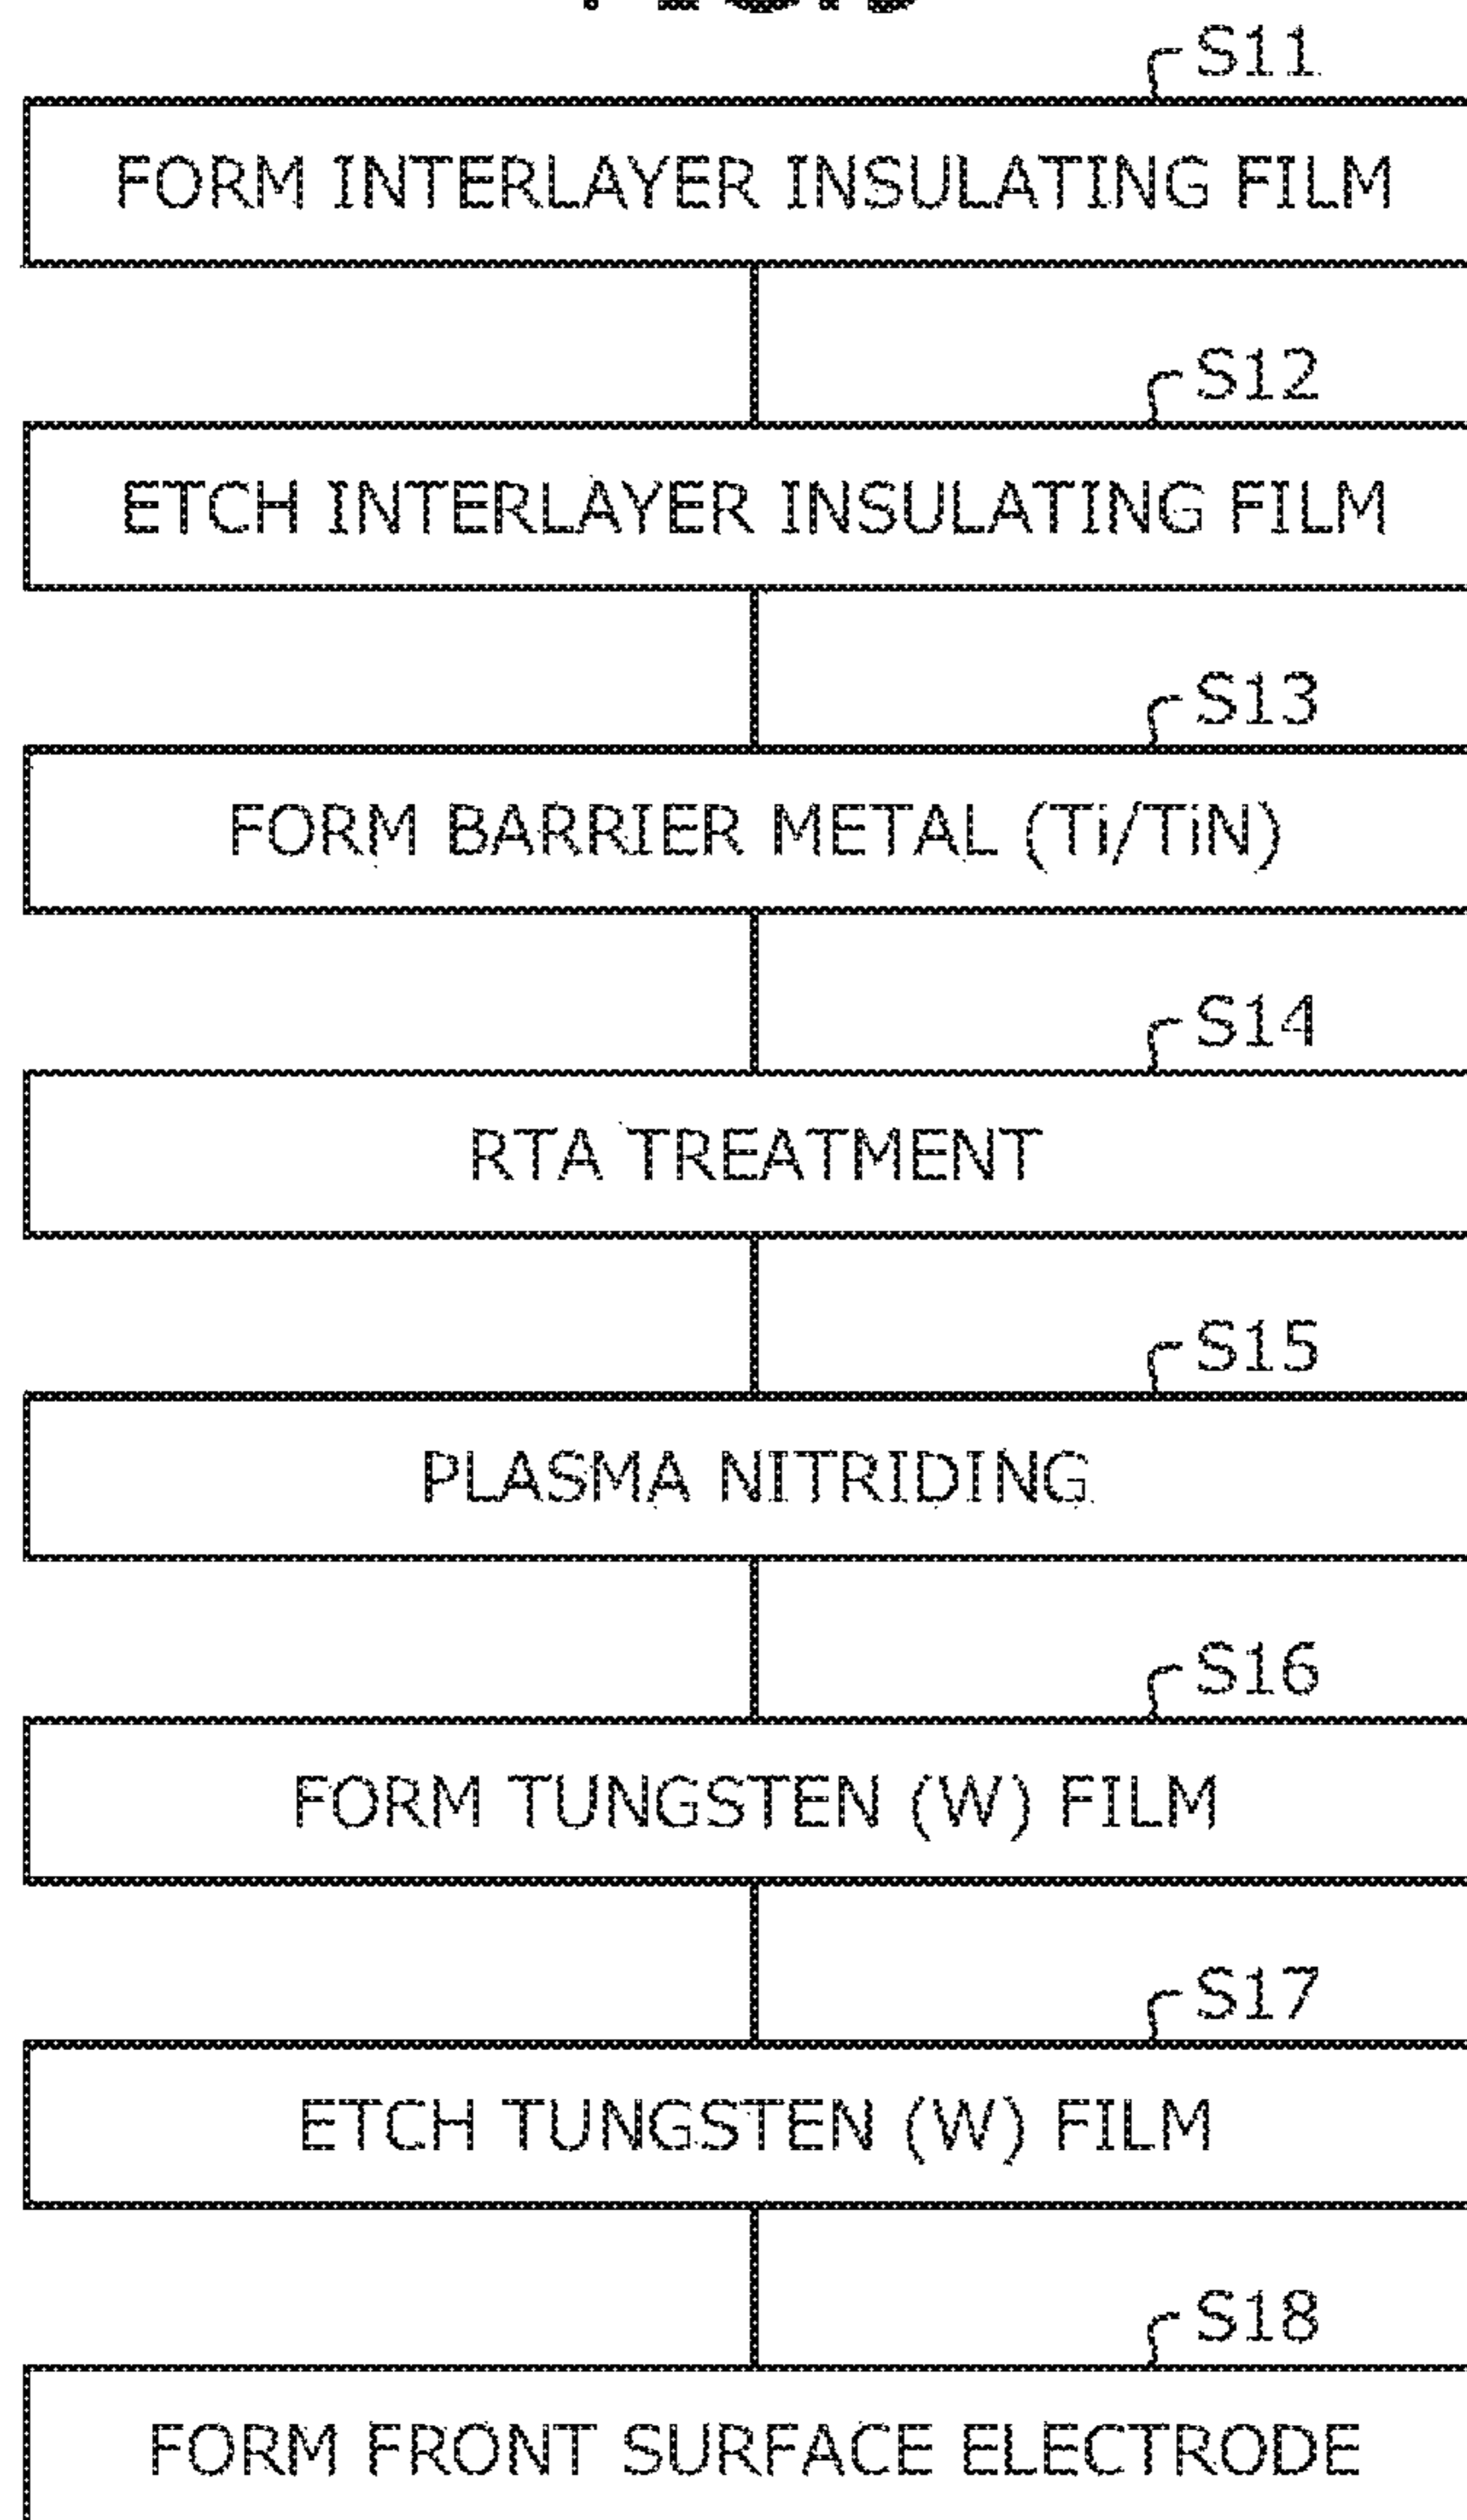 S11
FORM INTERLAYER INSULATING FILM
S12
ETCH INTERLAYER INSULATING FILM
S13
FORM BARRIER METAL (Ti/TiN)
S14
RTA TREATMENT
S15
PLASMA NITRIDING
S16
FORM TUNGSTEN (W) FILM
S17
ETCH TUNGSTEN (W) FILM
S18
FORM FRONT SURFACE ELECTRODE